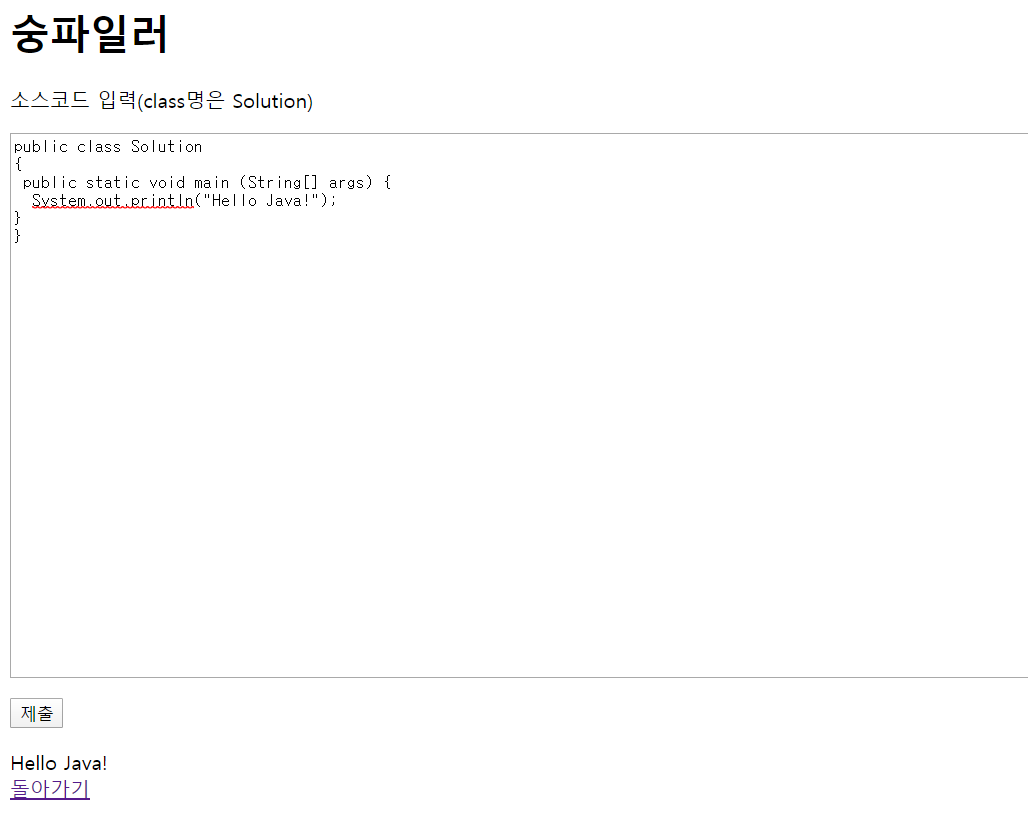 숭파일러
소스코드 입력(class명은 Solution)
public class Solution
{
 public static void main (String[] args) {
  System.out.println("Hello Java!");
}
}
제출
Hello Java!
돌아가기